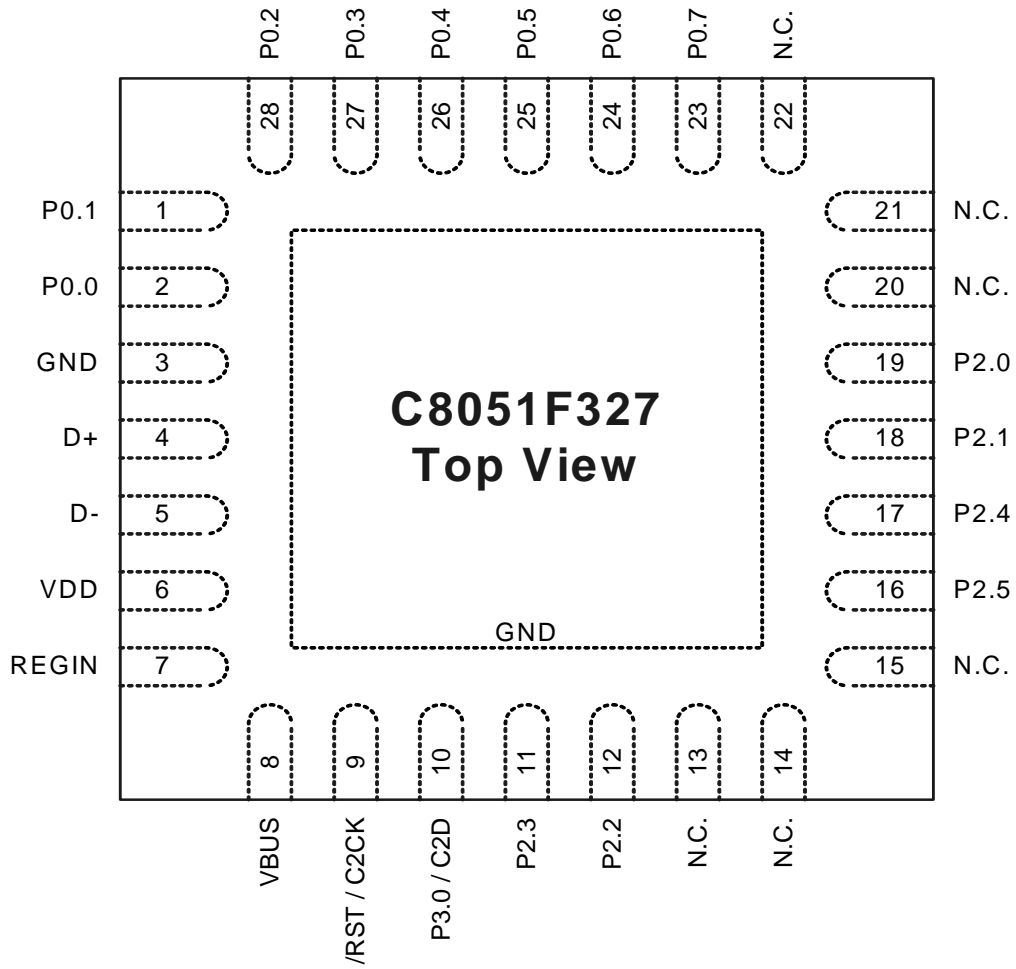 P0.2
P0.3
P0.4
P0.5
P0.6
P0.7
N.C.
28
27
26
25
24
23
22
P0.1 1
P0.0 2
GND 3
D+ 4
D- 5
VDD 6
REGIN 7
21 N.C.
20 N.C.
19 P2.0
18 P2.1
17 P2.4
16 P2.5
15 N.C.
C8051F327
Top View
GND
8
9
10
11
12
13
14
VBUS
/RST / C2CK
P3.0 / C2D
P2.3
P2.2
N.C.
N.C.